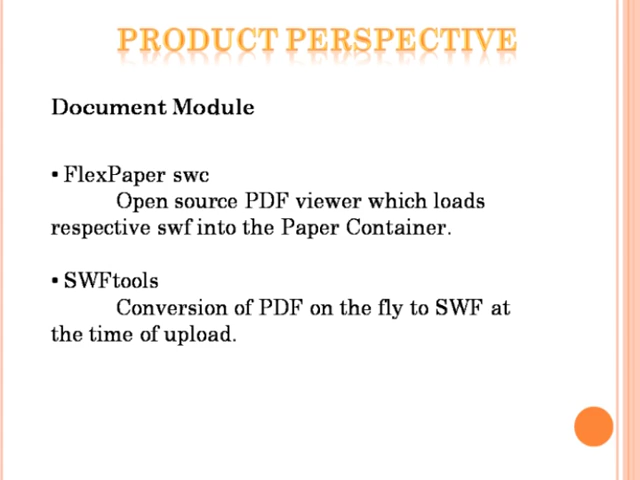 PRODUCT PERSPECTIVE
Document Module
▪ FlexPaper swc
Open source PDF viewer which loads
respective swf into the Paper Container.
▪ SWFtools
Conversion of PDF on the fly to SWF at
the time of upload.